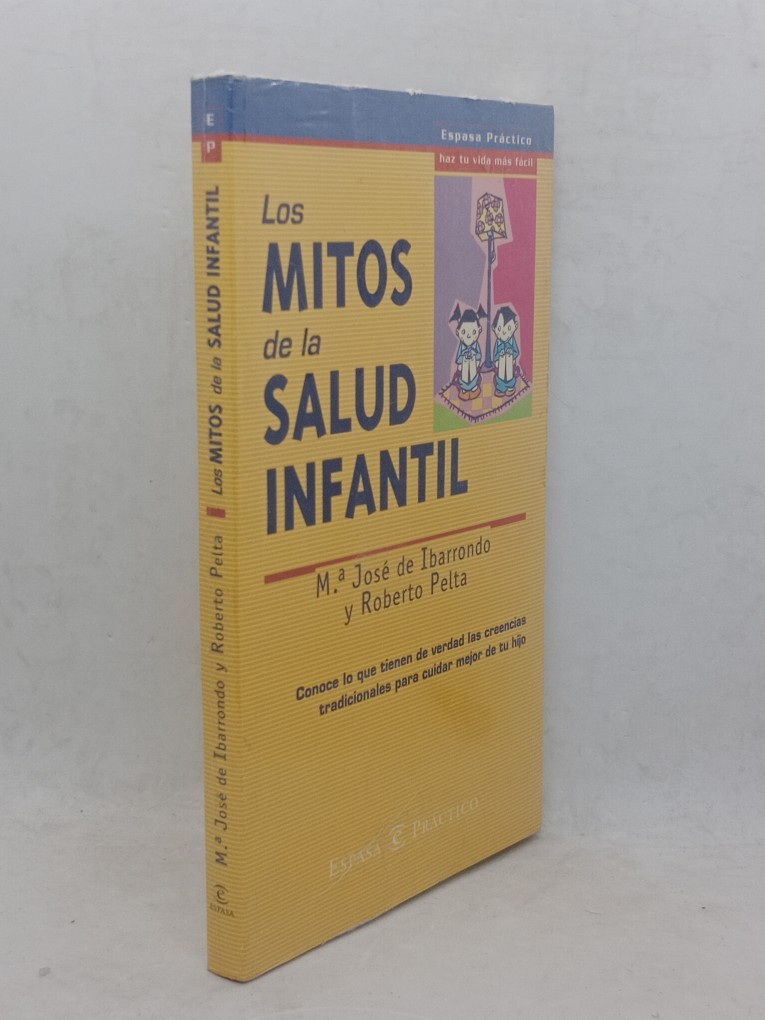 E
P
Los MITOS de la SALUD INFANTIL
M.ª José de Ibarrondo y Roberto Pelta
ESPASA
Espasa Práctico
haz tu vida más fácil
Los
MITOS
de la
SALUD
INFANTIL
M.ª José de Ibarrondo
y Roberto Pelta
Conoce lo que tienen de verdad las creencias
tradicionales para cuidar mejor de tu hijo
ESPASA PRÁCTICO